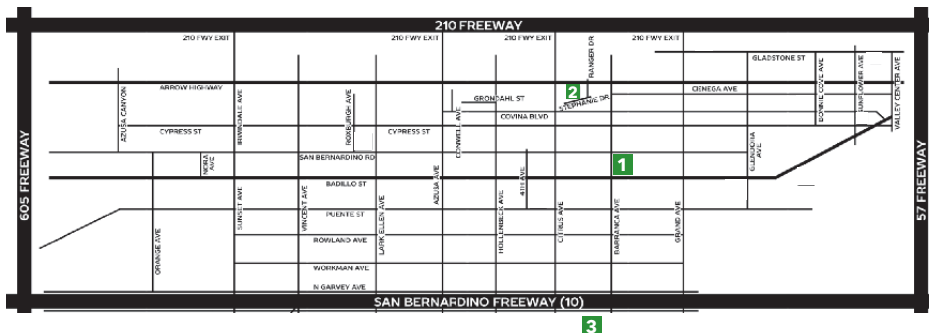 210 FREEWAY
210 FWY EXIT
210 FWY EXIT
210 FWY EXIT
210 FWY EXIT
RANGER DR
GLADSTONE ST
ARROW HIGHWAY
CIENEGA AVE
2
GRONDAHL ST
STEPHANIE DR
COVINA BLVD
AZUSA CANYON
IRWINDALE AVE
ROXBURGH AVE
CONWELL AVE
BONNIE COVE AVE
SUNFLOWER AVE
VALLEY CENTER AVE
CYPRESS ST
CYPRESS ST
GLENDORA AVE
605 FREEWAY
57 FREEWAY
NORA AVE
SAN BERNARDINO RD
1
BADILLO ST
SUNSET AVE
VINCENT AVE
LARK ELLEN AVE
AZUSA AVE
4TH AVE
HOLLENBECK AVE
CITRUS AVE
BARRANCA AVE
GRAND AVE
PUENTE ST
ORANGE AVE
ROWLAND AVE
WORKMAN AVE
N GARVEY AVE
SAN BERNARDINO FREEWAY (10)
3